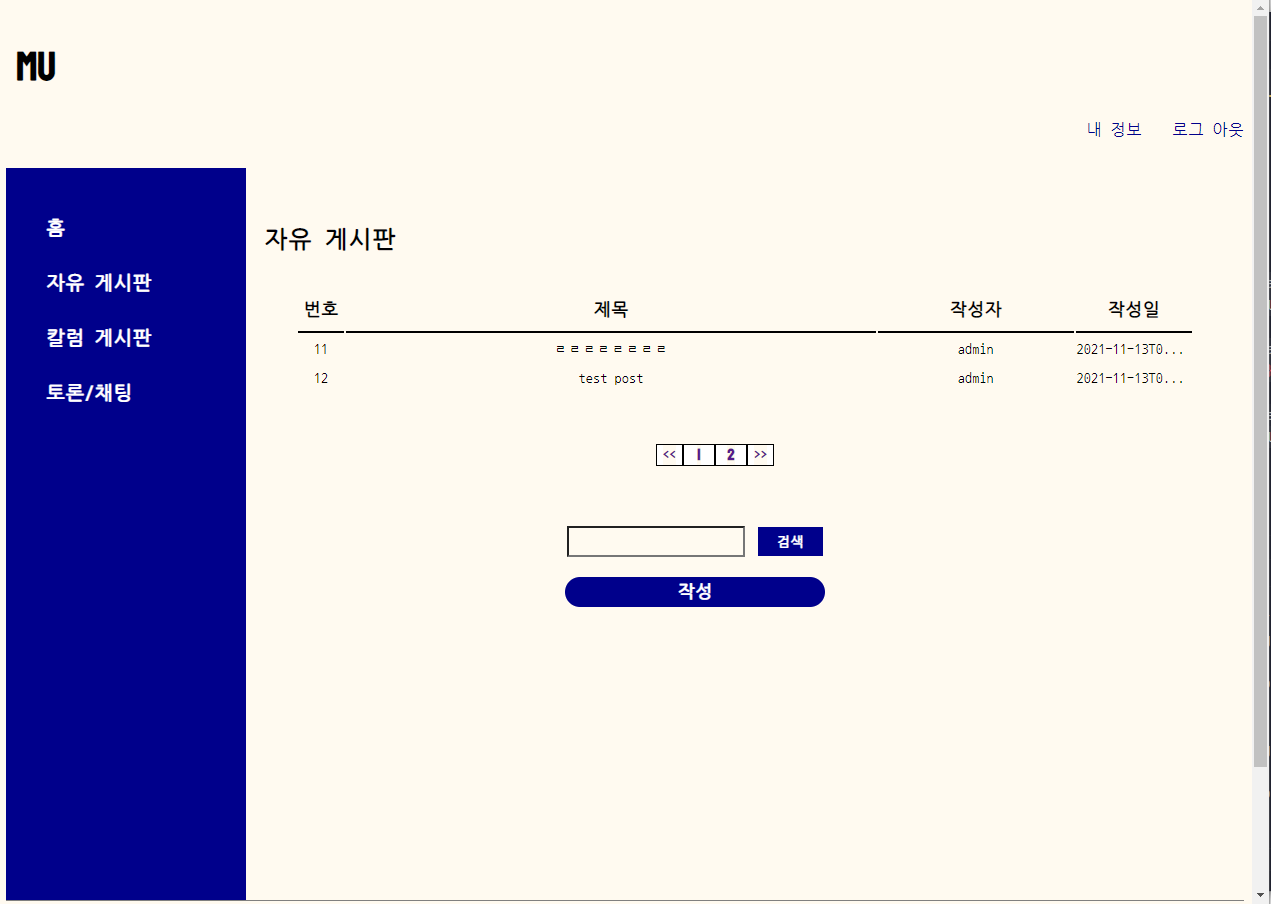 MU
내 정보 로그 아웃
홈
자유 게시판
칼럼 게시판
토론/채팅
자유 게시판
번호 제목 작성자 작성일
11 ㄹㄹㄹㄹㄹㄹㄹㄹ admin 2021-11-13T0...
12 test post admin 2021-11-13T0...
<< 1 2 >>
검색
작성